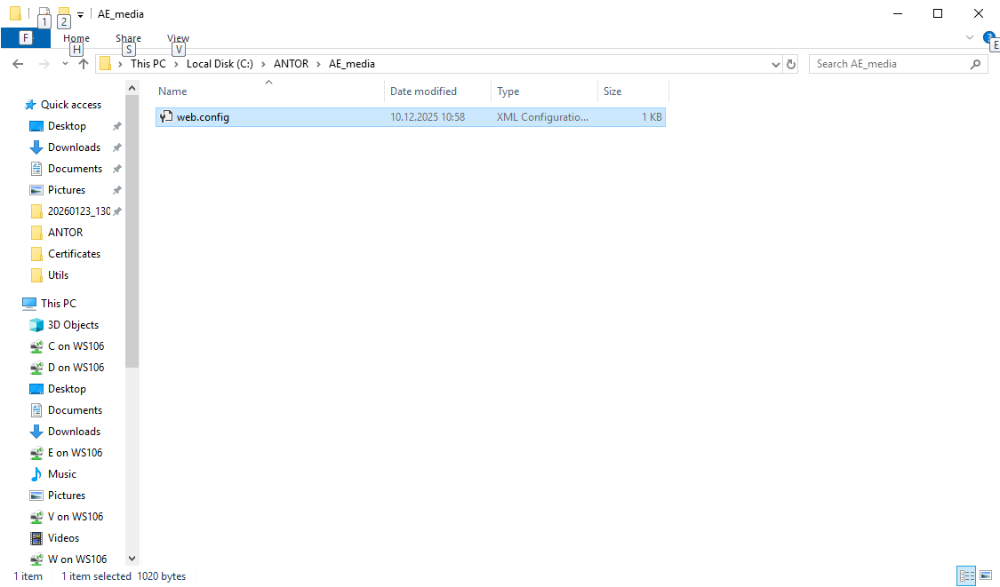 1 2 AE_media
F Home Share View
H S V E
This PC Local Disk (C:) ANTOR AE_media Search AE_media
Name Date modified Type Size
web.config 10.12.2025 10:58 XML Configuratio... 1 KB
Quick access
Desktop
Downloads
Documents
Pictures
20260123_130
ANTOR
Certificates
Utils
This PC
3D Objects
C on WS106
D on WS106
Desktop
Documents
Downloads
E on WS106
Music
Pictures
V on WS106
Videos
W on WS106
1 item 1 item selected 1020 bytes